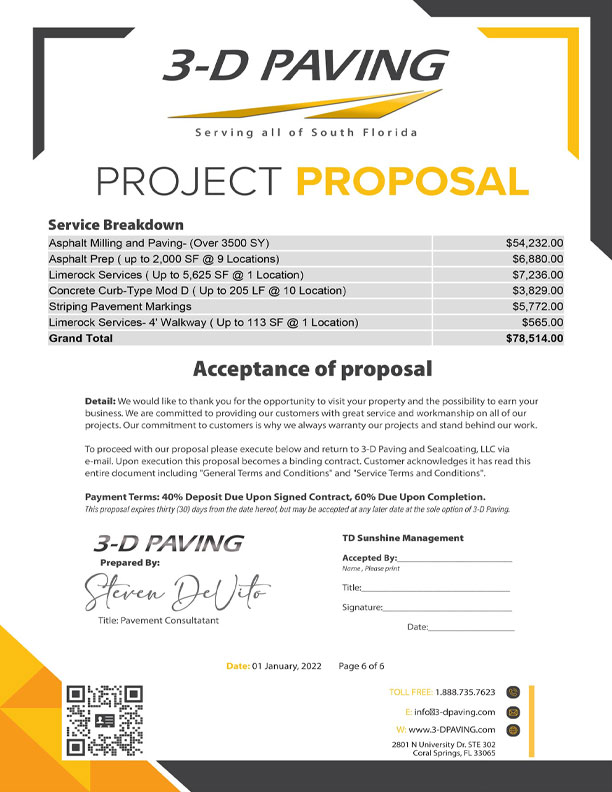 3-D PAVING
Serving all of South Florida
PROJECT PROPOSAL
Service Breakdown
Asphalt Milling and Paving- (Over 3500 SY) $54,232.00
Asphalt Prep ( up to 2,000 SF @ 9 Locations) $6,880.00
Limerock Services ( Up to 5,625 SF @ 1 Location) $7,236.00
Concrete Curb-Type Mod D ( Up to 205 LF @ 10 Location) $3,829.00
Striping Pavement Markings $5,772.00
Limerock Services- 4' Walkway ( Up to 113 SF @ 1 Location) $565.00
Grand Total $78,514.00
Acceptance of proposal
Detail: We would like to thank you for the opportunity to visit your property and the possibility to earn your
business. We are committed to providing our customers with great service and workmanship on all of our
projects. Our commitment to customers is why we always warranty our projects and stand behind our work.
To proceed with our proposal please execute below and return to 3-D Paving and Sealcoating, LLC via
e-mail. Upon execution this proposal becomes a binding contract. Customer acknowledges it has read this
entire document including "General Terms and Conditions" and "Service Terms and Conditions".
Payment Terms: 40% Deposit Due Upon Signed Contract, 60% Due Upon Completion.
This proposal expires thirty (30) days from the date hereof, but may be accepted at any later date at the sole option of 3-D Paving.
3-D PAVING
Prepared By:
Steven DeVito
Title: Pavement Consultatant
TD Sunshine Management
Accepted By:
Name , Please print
Title:
Signature:
Date:
Date: 01 January, 2022 Page 6 of 6
TOLL FREE: 1.888.735.7623
E: info@3-dpaving.com
W: www.3-DPAVING.com
2801 N University Dr. STE 302
Coral Springs, FL 33065